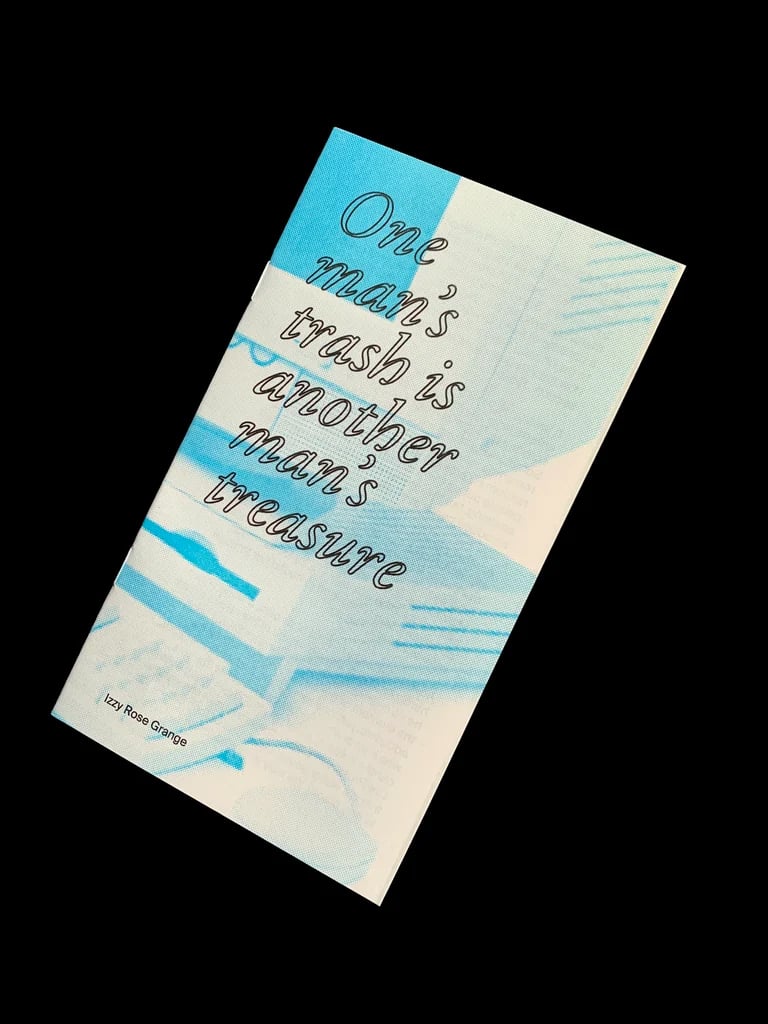 One
man's
trash is
another
man's
treasure
Izzy Rose Grange